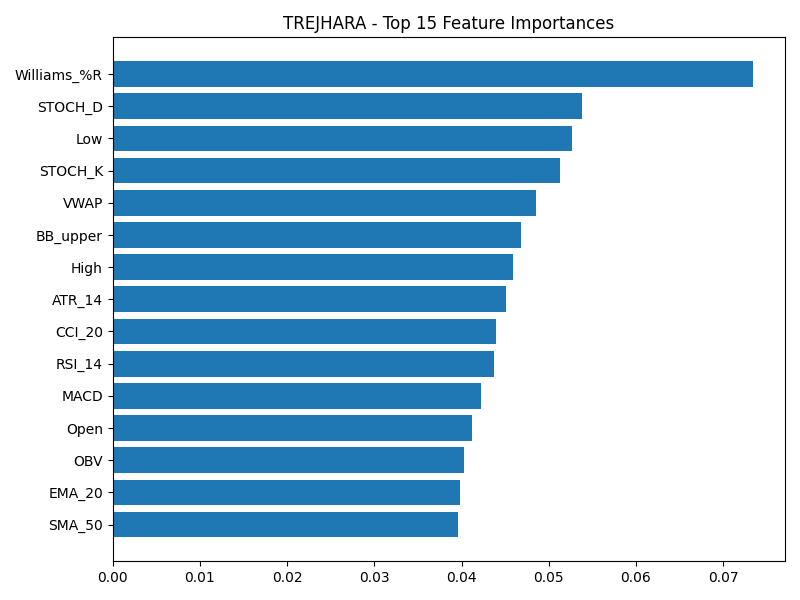 TREJHARA - Top 15 Feature Importances
Williams_%R
STOCH_D
Low
STOCH_K
VWAP
BB_upper
High
ATR_14
CCI_20
RSI_14
MACD
Open
OBV
EMA_20
SMA_50
0.00 0.01 0.02 0.03 0.04 0.05 0.06 0.07